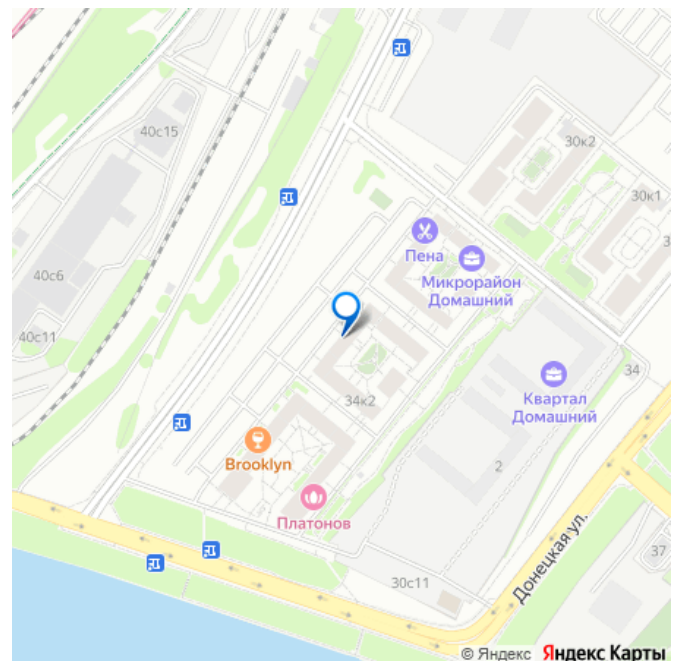 40с15
30к2
30к1
3
Пена
Микрорайон
Домашний
40с6
40с11
34
Квартал
Домашний
34к2
Brooklyn
2
Платонов
Донецкая ул.
37
30с11
© Яндекс Яндекс Карты